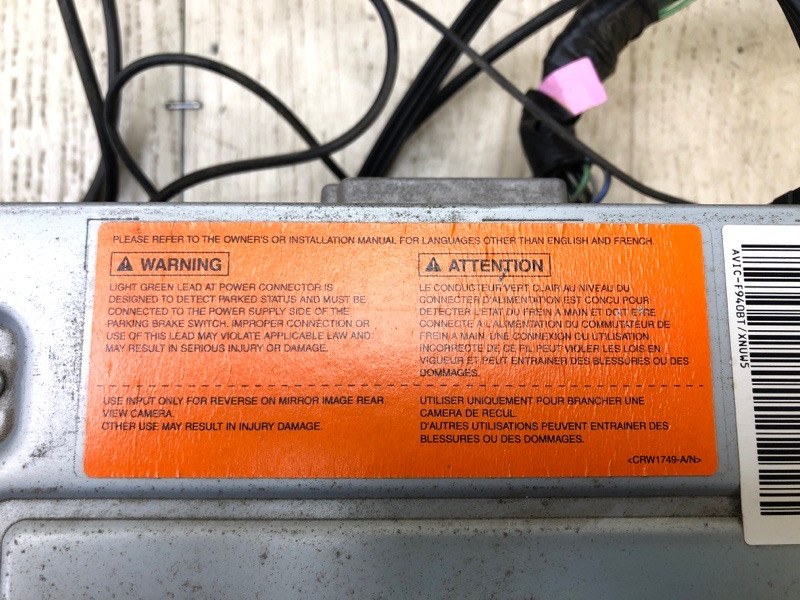 PLEASE REFER TO THE OWNER'S OR INSTALLATION MANUAL FOR LANGUAGES OTHER THAN ENGLISH AND FRENCH.
WARNING
LIGHT GREEN LEAD AT POWER CONNECTOR IS
DESIGNED TO DETECT PARKED STATUS AND MUST BE
CONNECTED TO THE POWER SUPPLY SIDE OF THE
PARKING BRAKE SWITCH. IMPROPER CONNECTION OR
USE OF THIS LEAD MAY VIOLATE APPLICABLE LAW AND
MAY RESULT IN SERIOUS INJURY OR DAMAGE.
USE INPUT ONLY FOR REVERSE ON MIRROR IMAGE REAR
VIEW CAMERA.
OTHER USE MAY RESULT IN INJURY DAMAGE.
ATTENTION
LE CONDUCTEUR VERT CLAIR AU NIVEAU DU
CONNECTER D'ALIMENTATION EST CONCU POUR
DETECTER L'ETAT DU FREIN A MAIN ET DOIT ETRE
CONNECTE A L'ALIMENTATION DU COMMUTATEUR DE
FREIN A MAIN. UNE CONNEXION OU UTILISATION
INCORRECTE DE CE FIL PEUT VIOLER LES LOIS EN
VIGUEUR ET PEUT ENTRAINER DES BLESSURES OU DES
DOMMAGES.
UTILISER UNIQUEMENT POUR BRANCHER UNE
CAMERA DE RECUL.
D'AUTRES UTILISATIONS PEUVENT ENTRAINER DES
BLESSURES OU DES DOMMAGES.
<CRW1749-A/N>
AVIC-F940BT/XNUW5